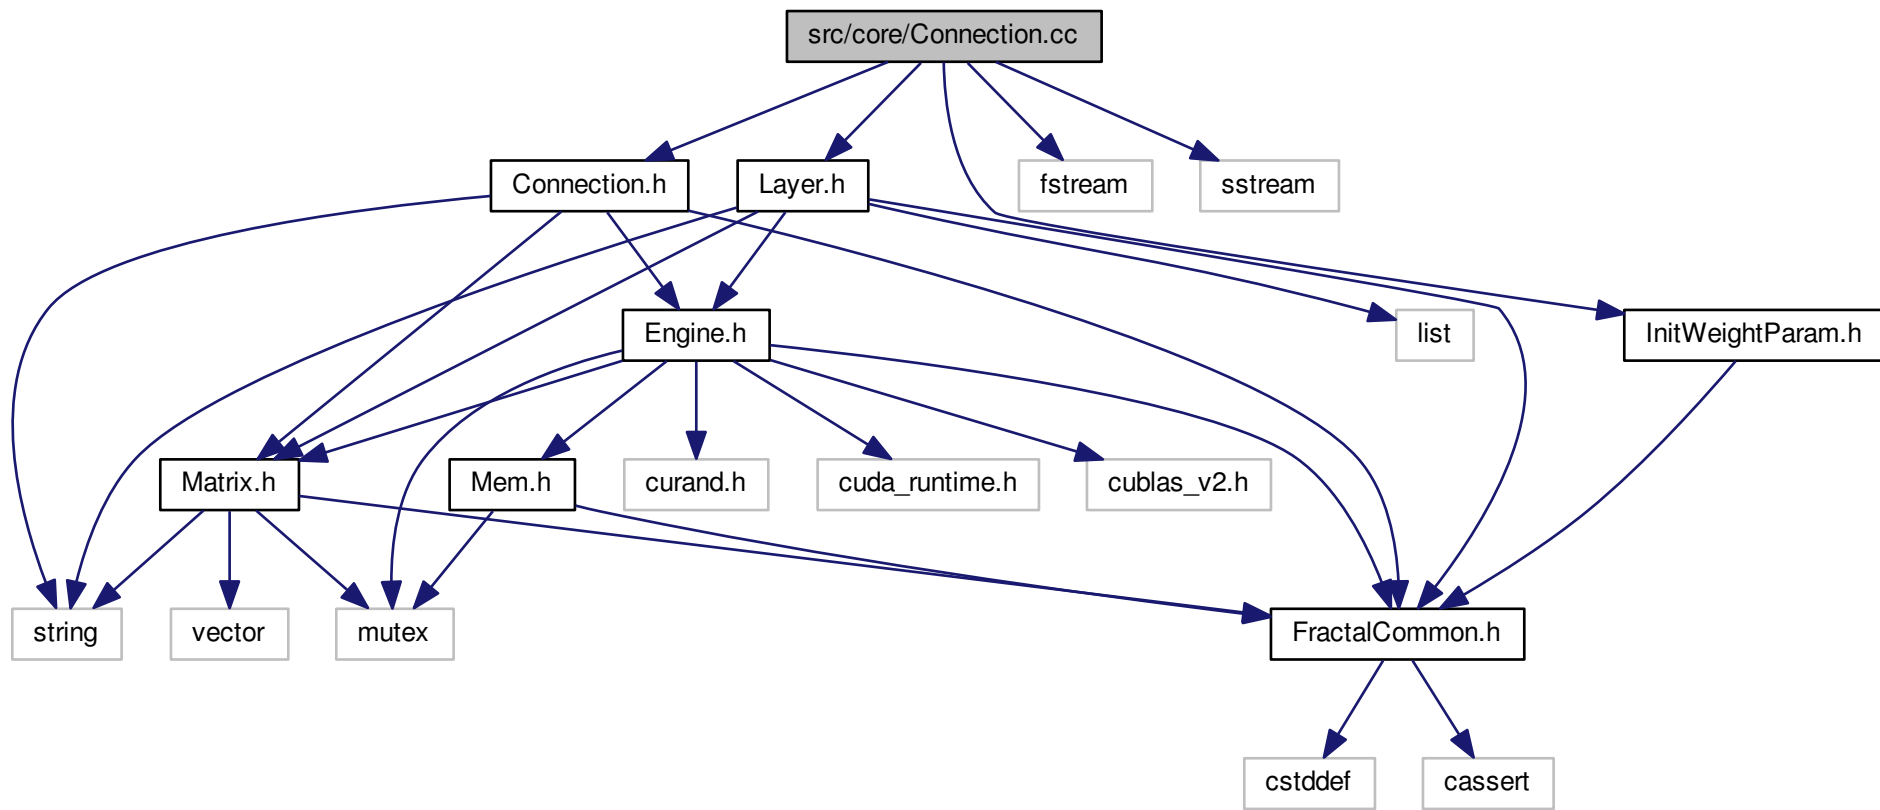 src/core/Connection.cc
Connection.h
Layer.h
fstream
sstream
Engine.h
list
InitWeightParam.h
Matrix.h
Mem.h
curand.h
cuda_runtime.h
cublas_v2.h
string
vector
mutex
FractalCommon.h
cstddef
cassert